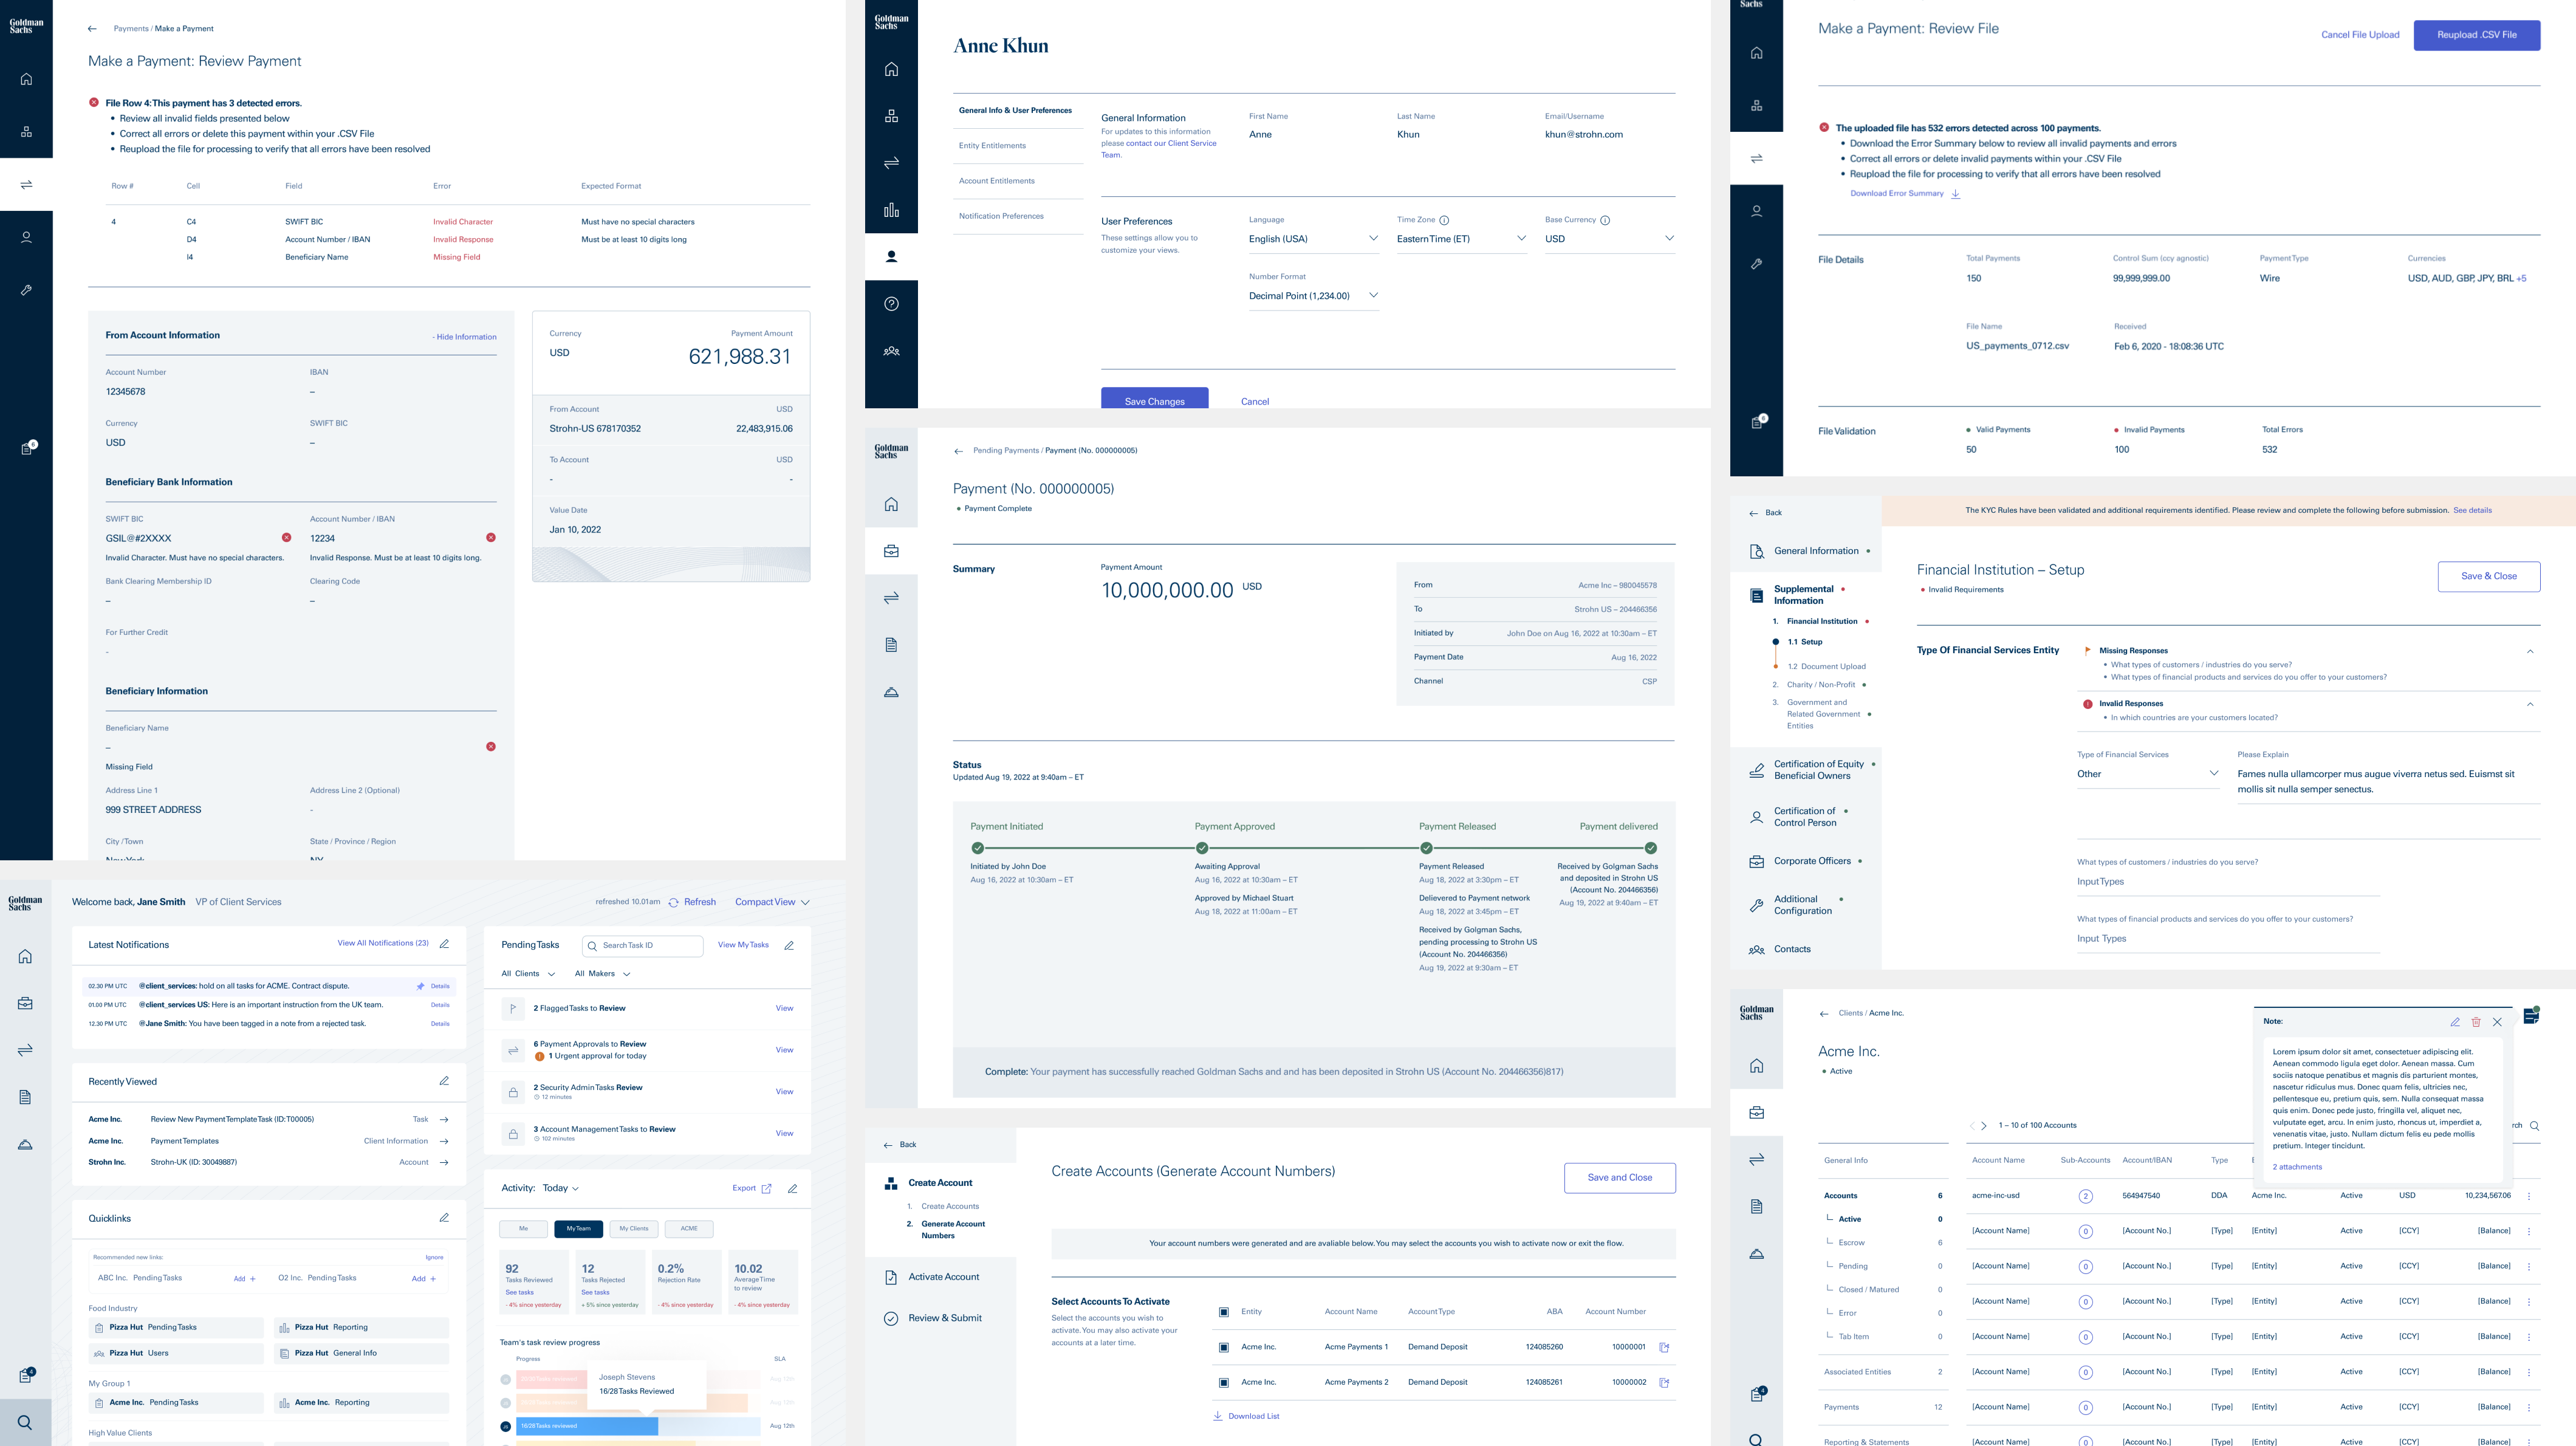 Goldman
Sachs
Payments / Make a Payment
Make a Payment: Review Payment
File Row 4: This payment has 3 detected errors.
• Review all invalid fields presented below
• Correct all errors or delete this payment within your .CSV File
• Reupload the file for processing to verify that all errors have been resolved
Row # Cell Field Error Expected Format
4 C4 SWIFT BIC Invalid Character Must have no special characters
D4 Account Number / IBAN Invalid Response Must be at least 10 digits long
I4 Beneficiary Name Missing Field
From Account Information - Hide Information
Account Number IBAN
12345678 –
Currency SWIFT BIC
USD –
Beneficiary Bank Information
SWIFT BIC Account Number / IBAN
GSIL@#2XXXX 12234
Invalid Character. Must have no special characters. Invalid Response. Must be at least 10 digits long.
Bank Clearing Membership ID Clearing Code
– –
For Further Credit
-
Beneficiary Information
Beneficiary Name
–
Missing Field
Address Line 1 Address Line 2 (Optional)
999 STREET ADDRESS -
City /Town State / Province / Region
New York NY
6
Currency Payment Amount
USD 621,988.31
From Account USD
Strohn-US 678170352 22,483,915.06
To Account USD
- -
Value Date
Jan 10, 2022
Goldman
Sachs
Welcome back, Jane Smith VP of Client Services
refreshed 10.01am Refresh Compact View
Latest Notifications View All Notifications (23)
02.30 PM UTC @client_services: hold on all tasks for ACME. Contract dispute. Details
01.00 PM UTC @client_services US: Here is an important instruction from the UK team. Details
12.30 PM UTC @Jane Smith: You have been tagged in a note from a rejected task. Details
Recently Viewed
Acme Inc. Review New Payment Template Task (ID:T00005) Task
Acme Inc. Payment Templates Client Information
Strohn Inc. Strohn-UK (ID: 30049887) Account
Quicklinks
Recommended new links: Ignore
ABC Inc. Pending Tasks Add + O2 Inc. Pending Tasks Add +
Food Industry
Pizza Hut Pending Tasks Pizza Hut Reporting
Pizza Hut Users Pizza Hut General Info
My Group 1
Acme Inc. Pending Tasks Acme Inc. Reporting
High Value Clients
4
Pending Tasks Search Task ID View My Tasks
All Clients All Makers
2 Flagged Tasks to Review View
6 Payment Approvals to Review View
1 Urgent approval for today
2 Security Admin Tasks Review View
12 minutes
3 Account Management Tasks to Review View
102 minutes
Activity: Today Export
Me My Team My Clients ACME
92 12 0.2% 10.02
Tasks Reviewed Tasks Rejected Rejection Rate Average Time to review
See tasks See tasks
- 4% since yesterday + 5% since yesterday - 4% since yesterday - 4% since yesterday
Team's task review progress
Progress SLA
Joseph Stevens
16/28 Tasks Reviewed
16/28 Tasks reviewed Aug 12th
Goldman
Sachs
Anne Khun
General Info & User Preferences
Entity Entitlements
Account Entitlements
Notification Preferences
General Information
For updates to this information
please contact our Client Service
Team.
First Name Last Name Email/Username
Anne Khun khun@strohn.com
User Preferences
These settings allow you to
customize your views.
Language Time Zone Base Currency
English (USA) Eastern Time (ET) USD
Number Format
Decimal Point (1,234.00)
Save Changes Cancel
Goldman
Sachs
Pending Payments / Payment (No. 000000005)
Payment (No. 000000005)
• Payment Complete
Summary
Payment Amount
10,000,000.00 USD
From Acme Inc – 980045578
To Strohn US – 204466356
Initiated by John Doe on Aug 16, 2022 at 10:30am – ET
Payment Date Aug 16, 2022
Channel CSP
Status
Updated Aug 19, 2022 at 9:40am – ET
Payment Initiated Payment Approved Payment Released Payment delivered
Initiated by John Doe
Aug 16, 2022 at 10:30am – ET
Awaiting Approval
Aug 16, 2022 at 10:30am – ET
Approved by Michael Stuart
Aug 18, 2022 at 11:00am – ET
Payment Released
Aug 18, 2022 at 3:30pm – ET
Delievered to Payment network
Aug 18, 2022 at 3:45pm – ET
Received by Golgman Sachs,
pending processing to Strohn US
(Account No. 204466356)
Aug 19, 2022 at 9:30am – ET
Received by Golgman Sachs
and deposited in Strohn US
(Account No. 204466356)
Aug 19, 2022 at 9:40am – ET
Complete: Your payment has successfully reached Goldman Sachs and and has been deposited in Strohn US (Account No. 204466356)817)
Back
Create Account
1. Create Accounts
2. Generate Account
Numbers
Activate Account
Review & Submit
Create Accounts (Generate Account Numbers) Save and Close
Your account numbers were generated and are avaliable below. You may select the accounts you wish to activate now or exit the flow.
Select Accounts To Activate
Select the accounts you wish to
activate. You may also activate your
accounts at a later time.
Entity Account Name Account Type ABA Account Number
Acme Inc. Acme Payments 1 Demand Deposit 124085260 10000001
Acme Inc. Acme Payments 2 Demand Deposit 124085261 10000002
Download List
Sachs
Make a Payment: Review File Cancel File Upload Reupload .CSV File
The uploaded file has 532 errors detected across 100 payments.
• Download the Error Summary below to review all invalid payments and errors
• Correct all errors or delete invalid payments within your .CSV File
• Reupload the file for processing to verify that all errors have been resolved
Download Error Summary
File Details
Total Payments Control Sum (ccy agnostic) Payment Type Currencies
150 99,999,999.00 Wire USD, AUD, GBP, JPY, BRL +5
File Name Received
US_payments_0712.csv Feb 6, 2020 - 18:08:36 UTC
File Validation
• Valid Payments • Invalid Payments Total Errors
50 100 532
Back
General Information
Supplemental
Information
1. Financial Institution
1.1 Setup
1.2 Document Upload
2. Charity / Non-Profit
3. Government and
Related Government
Entities
Certification of Equity
Beneficial Owners
Certification of
Control Person
Corporate Officers
Additional
Configuration
Contacts
The KYC Rules have been validated and additional requirements identified. Please review and complete the following before submission. See details
Financial Institution – Setup Save & Close
• Invalid Requirements
Type Of Financial Services Entity
Missing Responses
• What types of customers / industries do you serve?
• What types of financial products and services do you offer to your customers?
Invalid Responses
• In which countries are your customers located?
Type of Financial Services Please Explain
Other Fames nulla ullamcorper mus augue viverra netus sed. Euismst sit
mollis sit nulla semper senectus.
What types of customers / industries do you serve?
Input Types
What types of financial products and services do you offer to your customers?
Input Types
Goldman
Sachs
Clients / Acme Inc.
Acme Inc.
• Active
Note:
Lorem ipsum dolor sit amet, consectetuer adipiscing elit.
Aenean commodo ligula eget dolor. Aenean massa. Cum
sociis natoque penatibus et magnis dis parturient montes,
nascetur ridiculus mus. Donec quam felis, ultricies nec,
pellentesque eu, pretium quis, sem. Nulla consequat massa
quis enim. Donec pede justo, fringilla vel, aliquet nec,
vulputate eget, arcu. In enim justo, rhoncus ut, imperdiet a,
venenatis vitae, justo. Nullam dictum felis eu pede mollis
pretium. Integer tincidunt.
2 attachments
1 – 10 of 100 Accounts rch
General Info
Accounts 6
Active 0
Escrow 6
Pending 0
Closed / Matured 0
Error 0
Tab Item 0
Associated Entities 2
Payments 12
Reporting & Statements
4
Account Name Sub-Accounts Account/IBAN Type E
acme-inc-usd 2 564947540 DDA Acme Inc. Active USD 10,234,567.06
[Account Name] 0 [Account No.] [Type] [Entity] Active [CCY] [Balance]
[Account Name] 0 [Account No.] [Type] [Entity] Active [CCY] [Balance]
[Account Name] 0 [Account No.] [Type] [Entity] Active [CCY] [Balance]
[Account Name] 0 [Account No.] [Type] [Entity] Active [CCY] [Balance]
[Account Name] 0 [Account No.] [Type] [Entity] Active [CCY] [Balance]
[Account Name] 0 [Account No.] [Type] [Entity] Active [CCY] [Balance]
[Account Name] 0 [Account No.] [Type] [Entity] Active [CCY] [Balance]